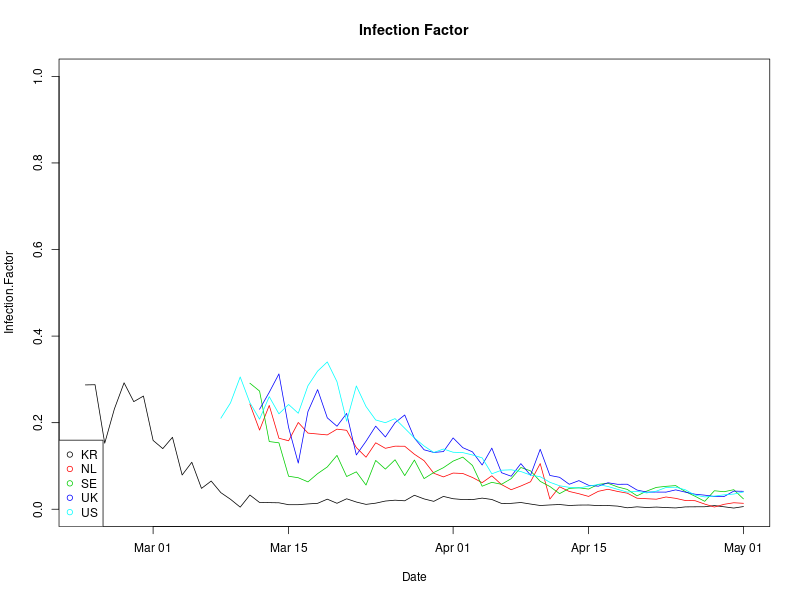 Infection Factor
Infection.Factor
1.0
0.8
0.6
0.4
0.2
0.0
KR
NL
SE
UK
US
Mar 01
Mar 15
Apr 01
Apr 15
May 01
Date